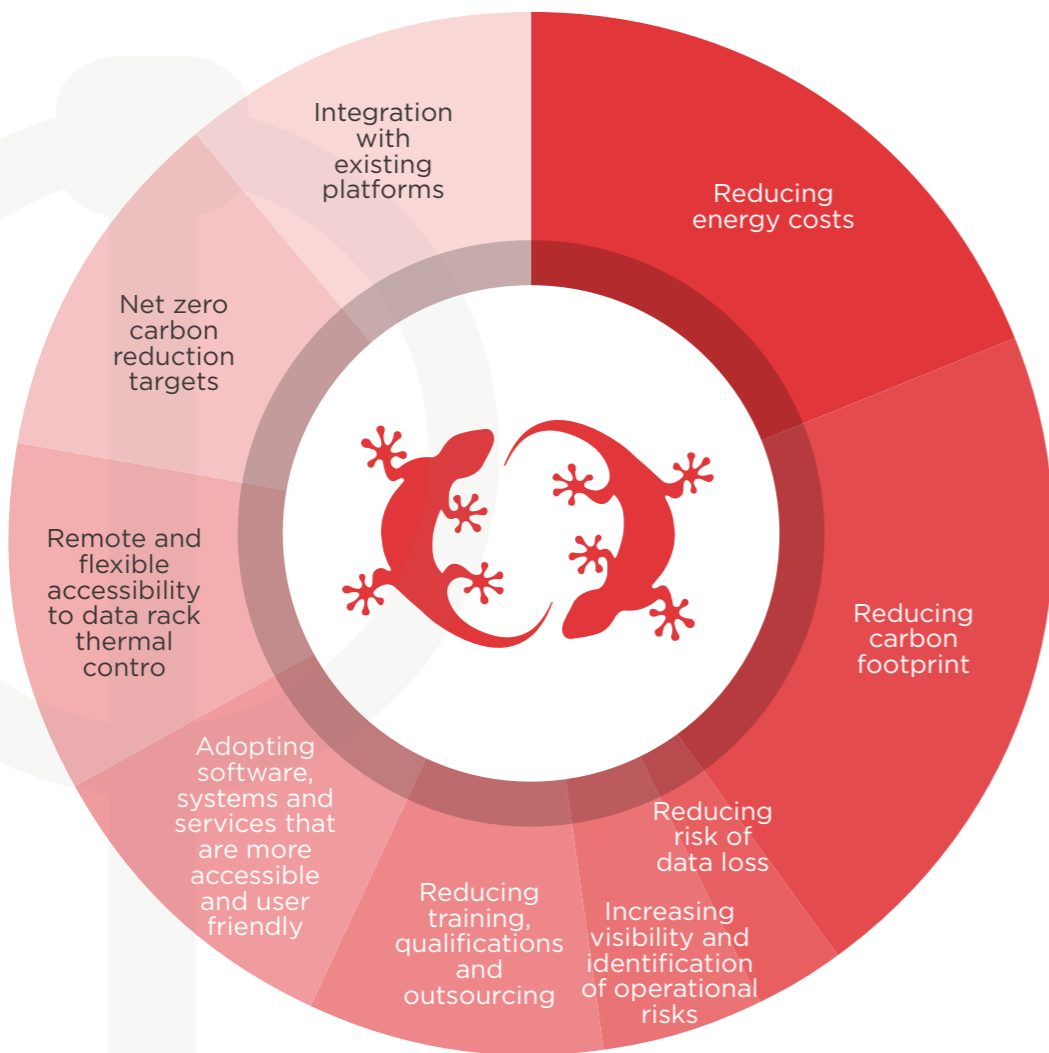 Integration
with
existing
platforms
Reducing
energy costs
Net zero
carbon
reduction
targets
Remote and
flexible
accessibility
to data rack
thermal
contro
Reducing
carbon
footprint
Adopting
software,
systems and
services that
are more
accessible
and user
friendly
Reducing
risk of
data loss
Reducing
training,
qualifications
and
outsourcing
Increasing
visibility and
identification
of operational
risks